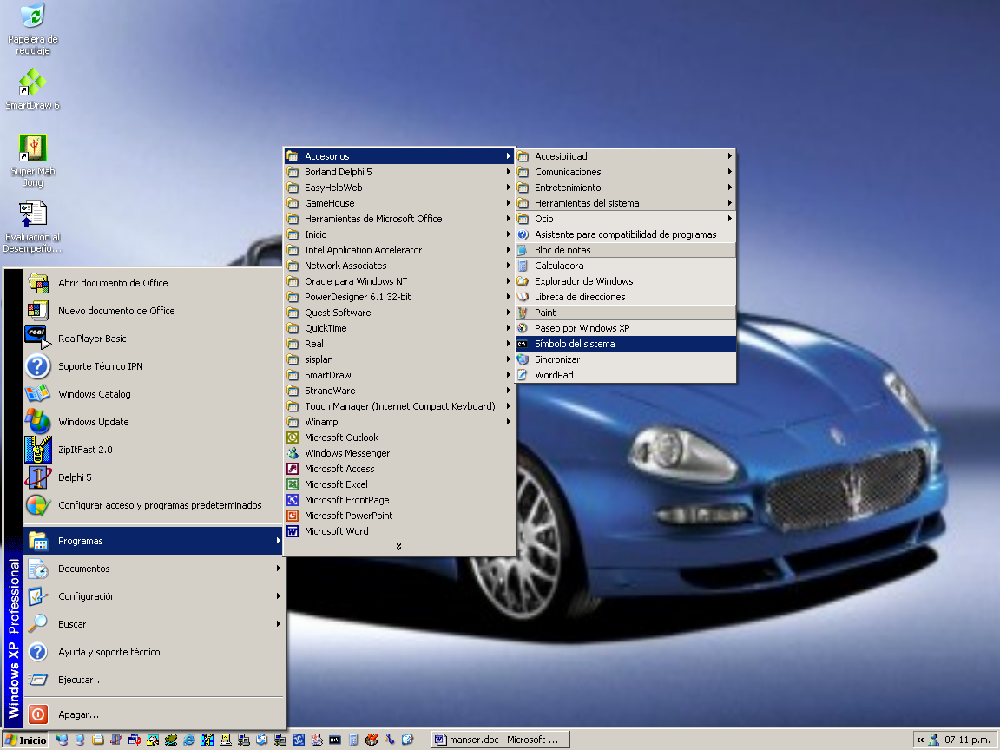 Papelera de
reciclaje
SmartDraw 6
Super Mah
Jong
Evaluación al
Desempeño...
Abrir documento de Office
Nuevo documento de Office
real
RealPlayer Basic
Soporte Técnico IPN
Windows Catalog
Windows Update
ZipItFast 2.0
Delphi 5
Configurar acceso y programas predeterminados
Programas
Documentos
Configuración
Buscar
Ayuda y soporte técnico
Ejecutar...
Apagar...
Windows XP Professional
Accesorios
Borland Delphi 5
EasyHelpWeb
GameHouse
Herramientas de Microsoft Office
Inicio
Intel Application Accelerator
Network Associates
Oracle para Windows NT
PowerDesigner 6.1 32-bit
Quest Software
QuickTime
Real
sisplan
SmartDraw
StrandWare
Touch Manager (Internet Compact Keyboard)
Winamp
Microsoft Outlook
Windows Messenger
Microsoft Access
Microsoft Excel
Microsoft FrontPage
Microsoft PowerPoint
Microsoft Word
Accesibilidad
Comunicaciones
Entretenimiento
Herramientas del sistema
Ocio
Asistente para compatibilidad de programas
Bloc de notas
Calculadora
Explorador de Windows
Libreta de direcciones
Paint
Paseo por Windows XP
Símbolo del sistema
Sincronizar
WordPad
Inicio
manser.doc - Microsoft ...
07:11 p.m.